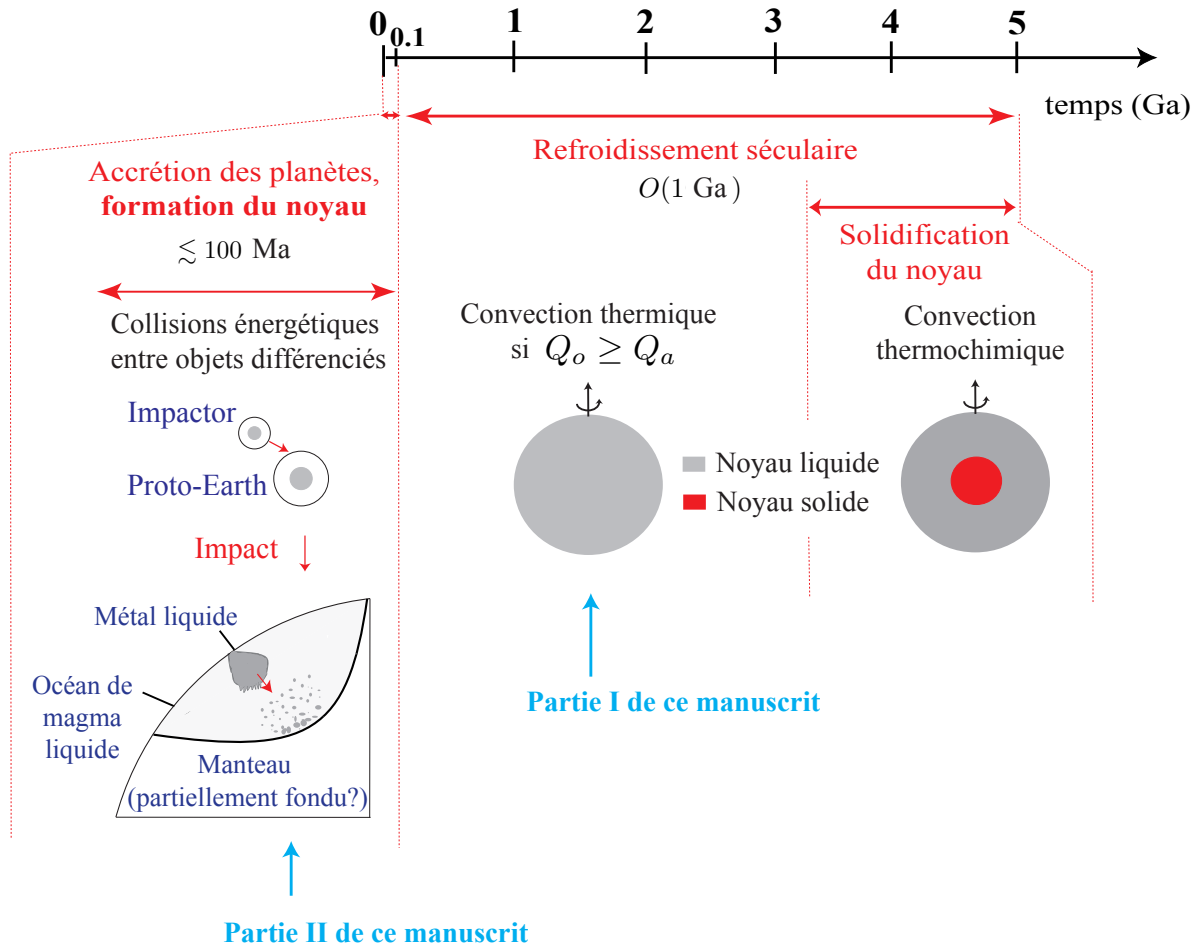 0
0.1
1
2
3
4
5
temps (Ga)
Accrétion des planètes,
formation du noyau
≲ 100 Ma
Refroidissement séculaire
O(1 Ga)
Solidification
du noyau
Collisions énergétiques
entre objets différenciés
Convection thermique
si Q_o ≥ Q_a
Convection
thermochimique
Impactor
Proto-Earth
Noyau liquide
Noyau solide
Impact
Métal liquide
Océan de
magma
liquide
Manteau
(partiellement fondu?)
Partie I de ce manuscrit
Partie II de ce manuscrit